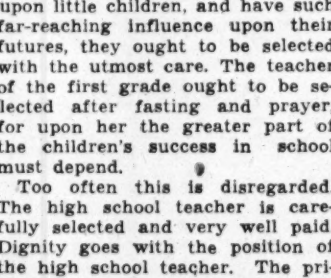 upon little children, and have such
far-reaching influence upon their
futures, they ought to be selected
with the utmost care. The teacher
of the first grade ought to be se-
lected after fasting and prayer
for upon her the greater part of
the children's success in school
must depend.
Too often this is disregarded
The high school teacher is care-
fully selected and very well paid
Dignity goes with the position of
the high school teacher. The pri